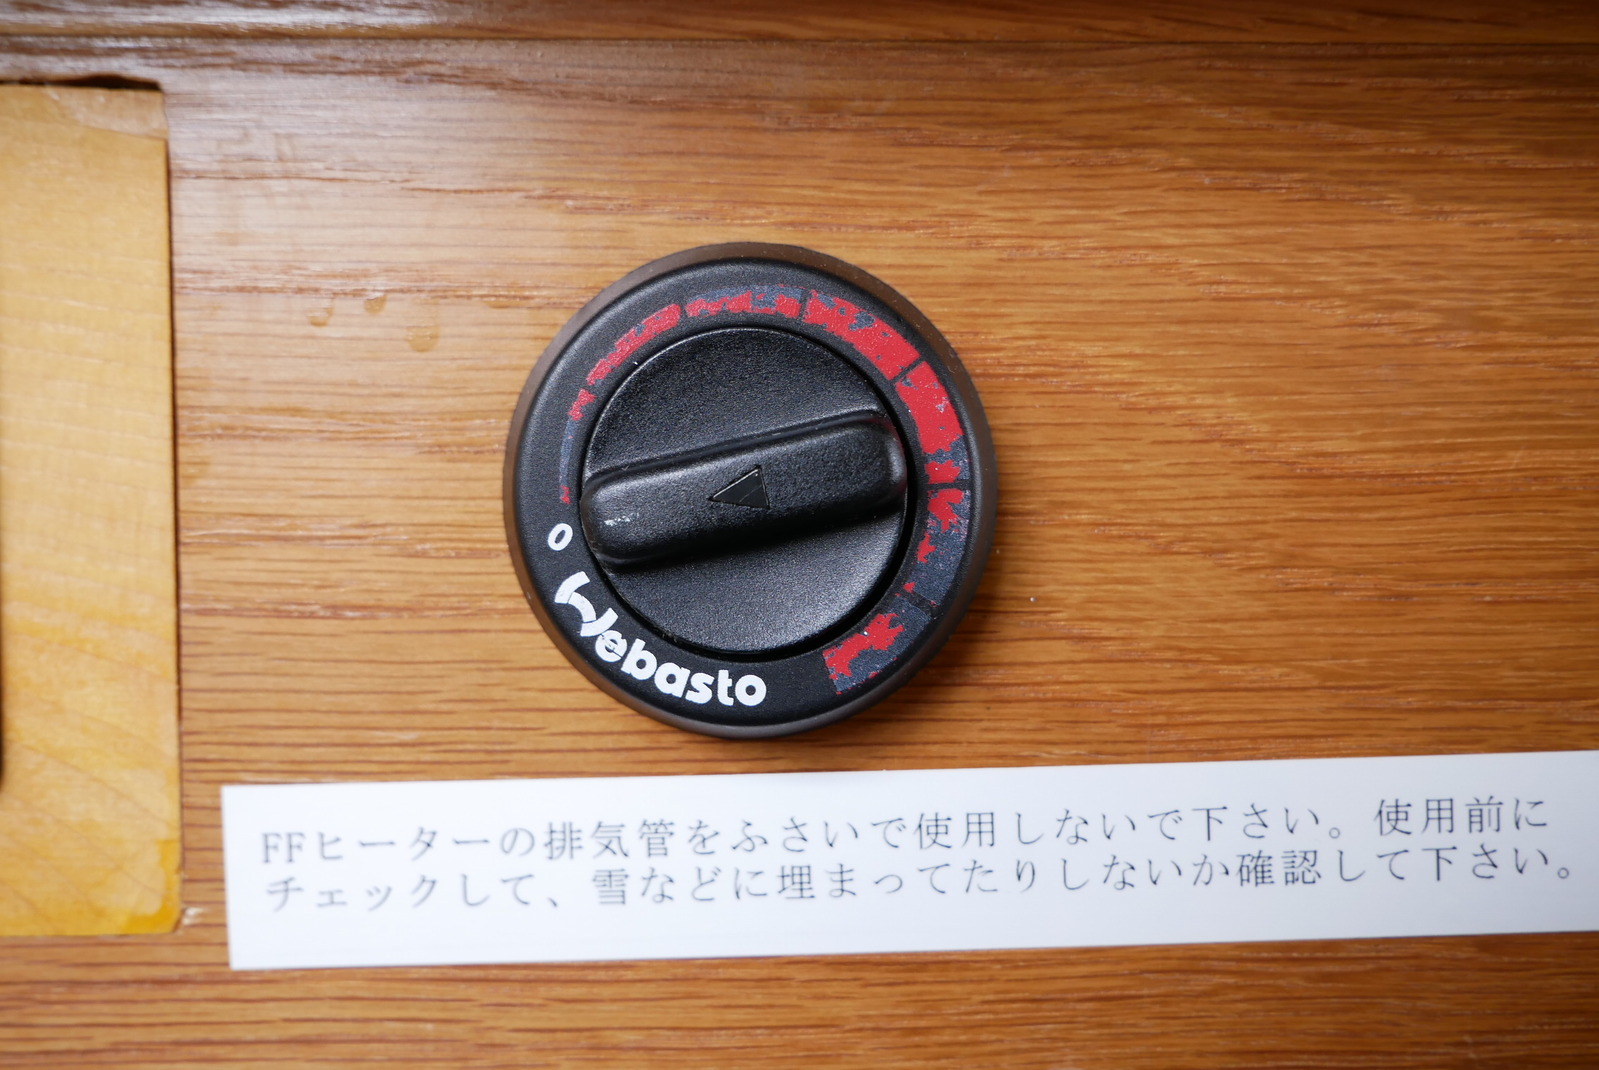 0
Webasto
FFヒーターの排気管をふさいで使用しないで下さい。使用前に
チェックして、雪などに埋まってたりしないか確認して下さい。